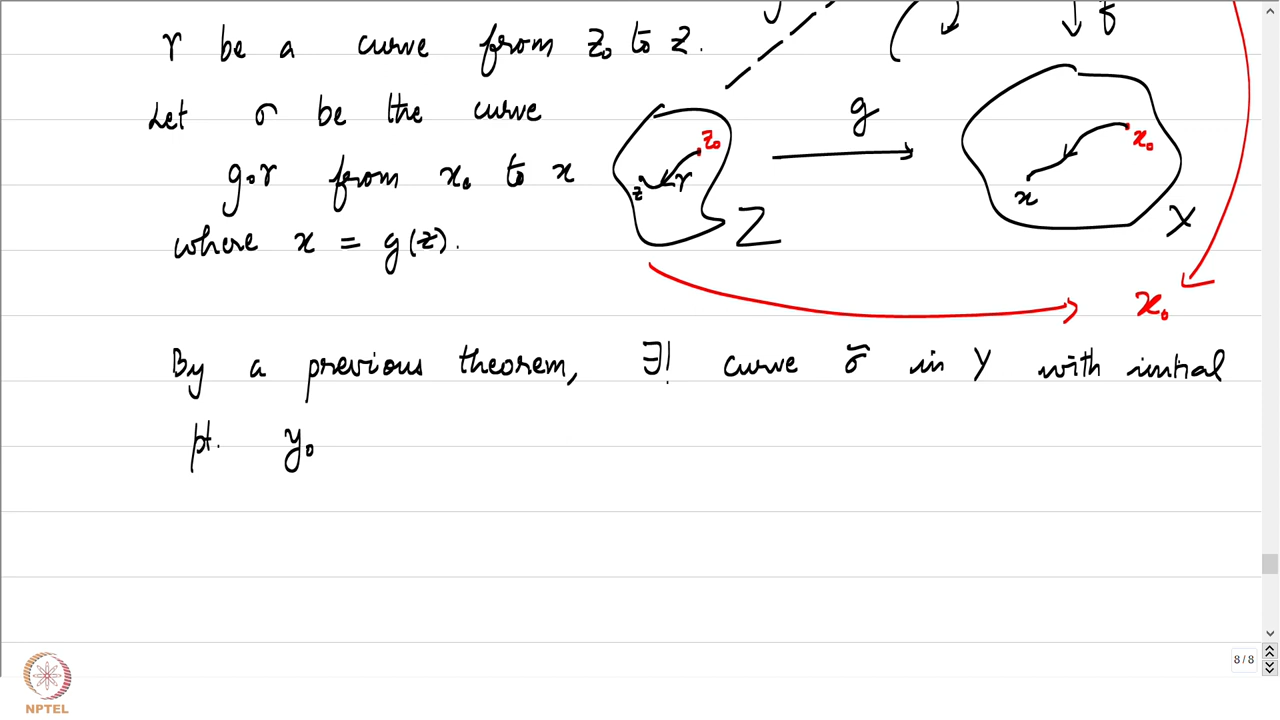 γ be a curve from z₀ to z.
Let σ be the curve
g∘γ from x₀ to x
where x = g(z).
g
f
z₀
z
γ
Z
g
x₀
x
X
x₀
By a previous theorem, ∃! curve σ̃ in Y with initial
pt. y₀
8 / 8
NPTEL